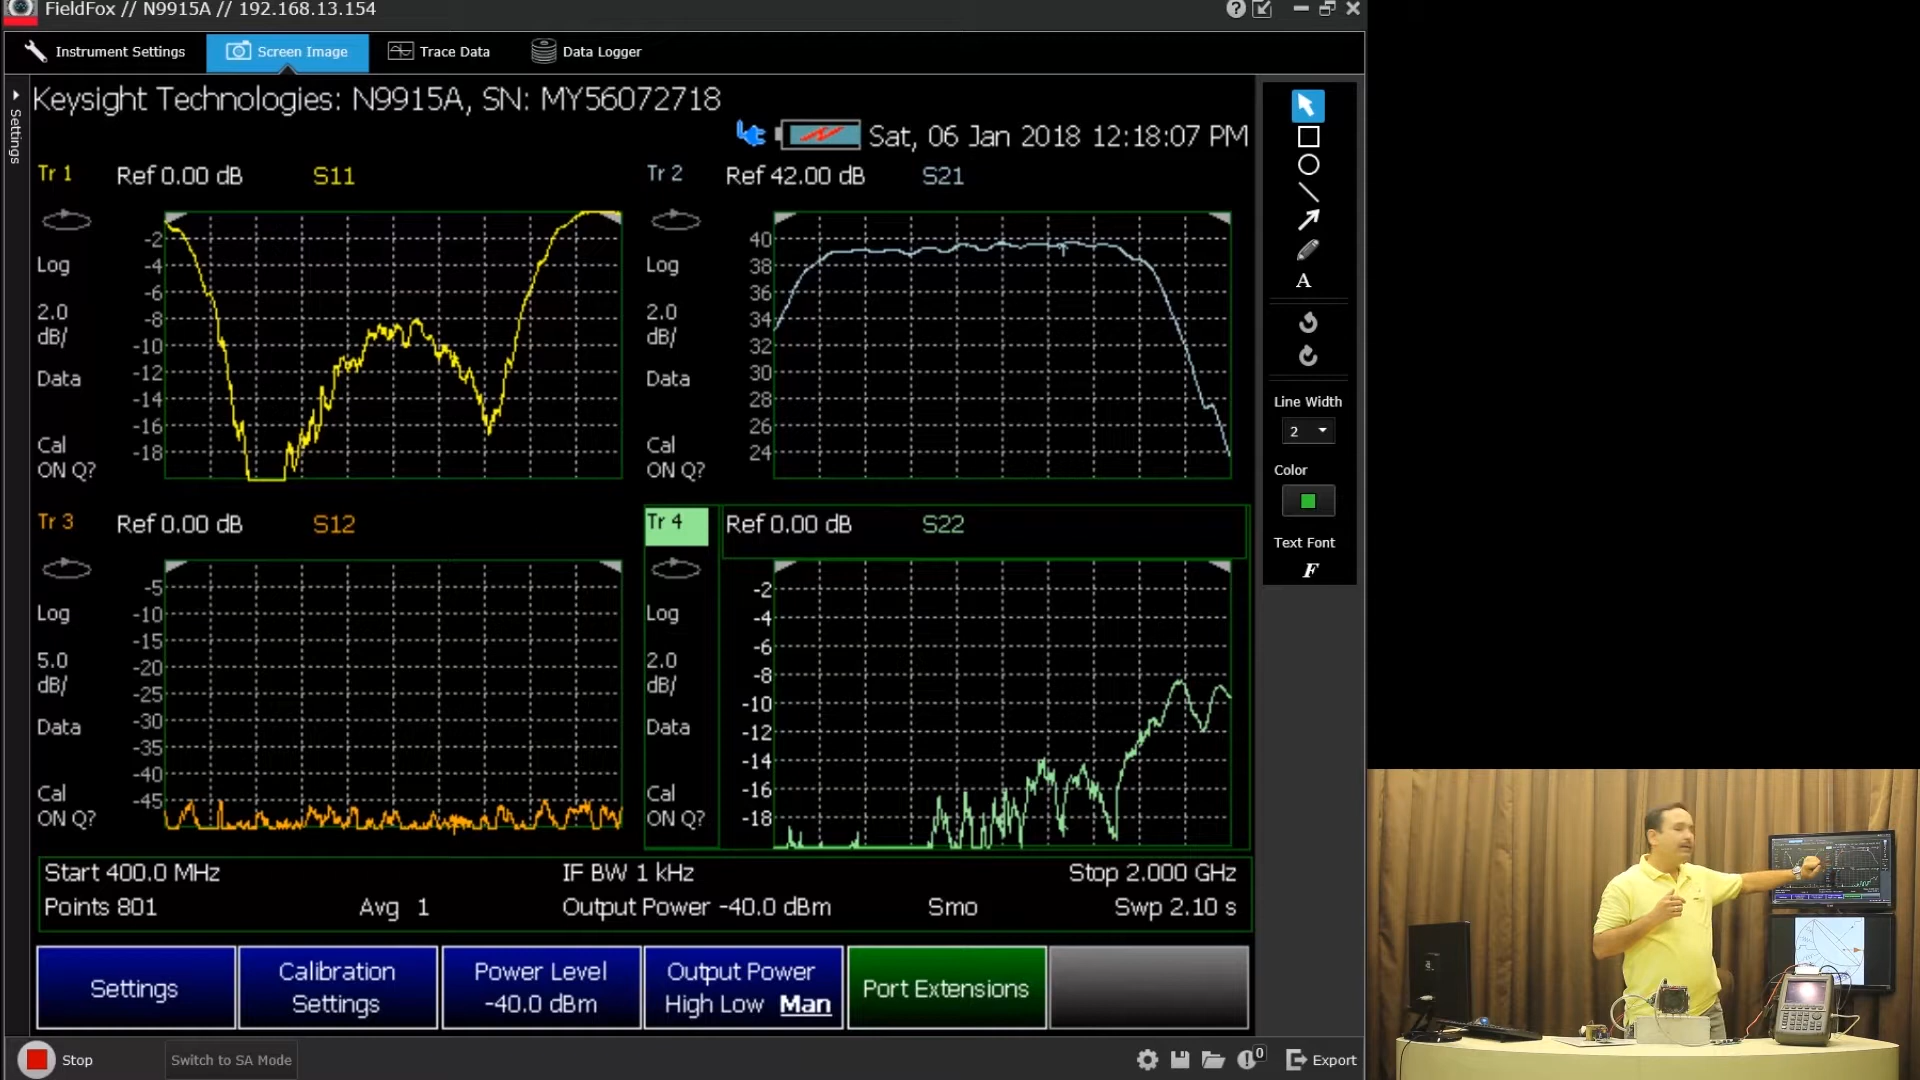 FieldFox // N9915A // 192.168.13.154
Instrument Settings
Screen Image
Trace Data
Data Logger
Settings
Keysight Technologies: N9915A, SN: MY56072718
Sat, 06 Jan 2018 12:18:07 PM
Tr 1 Ref 0.00 dB S11
Log
2.0
dB/
Data
Cal
ON Q?
-2
-4
-6
-8
-10
-12
-14
-16
-18
Tr 2 Ref 42.00 dB S21
Log
2.0
dB/
Data
Cal
ON Q?
40
38
36
34
32
30
28
26
24
Tr 3 Ref 0.00 dB S12
Log
5.0
dB/
Data
Cal
ON Q?
-5
-10
-15
-20
-25
-30
-35
-40
-45
Tr 4 Ref 0.00 dB S22
Log
2.0
dB/
Data
Cal
ON Q?
-2
-4
-6
-8
-10
-12
-14
-16
-18
Start 400.0 MHz IF BW 1 kHz Stop 2.000 GHz
Points 801 Avg 1 Output Power -40.0 dBm Smo Swp 2.10 s
Settings
Calibration
Settings
Power Level
-40.0 dBm
Output Power
High Low Man
Port Extensions
A
Line Width
2
Color
Text Font
F
Stop
Switch to SA Mode
0
Export